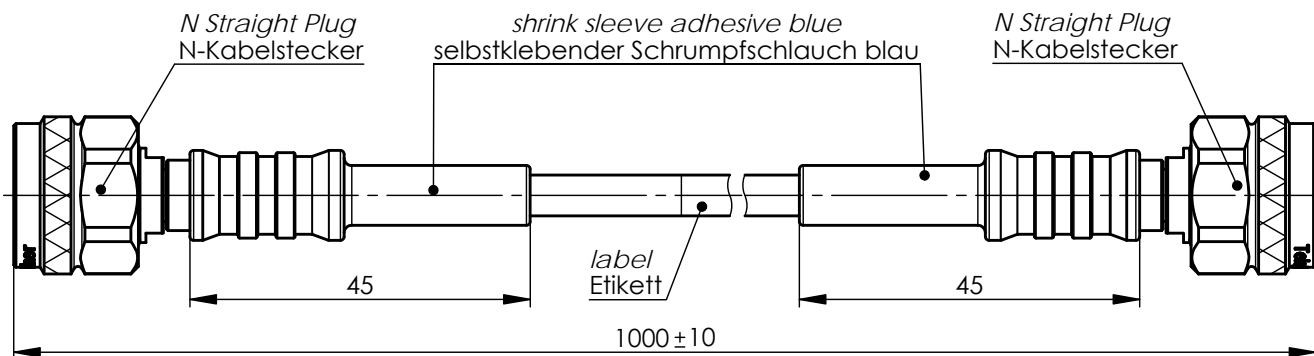 N Straight Plug
N-Kabelstecker
shrink sleeve adhesive blue
selbstklebender Schrumpfschlauch blau
N Straight Plug
N-Kabelstecker
label
Etikett
45
45
1000±10